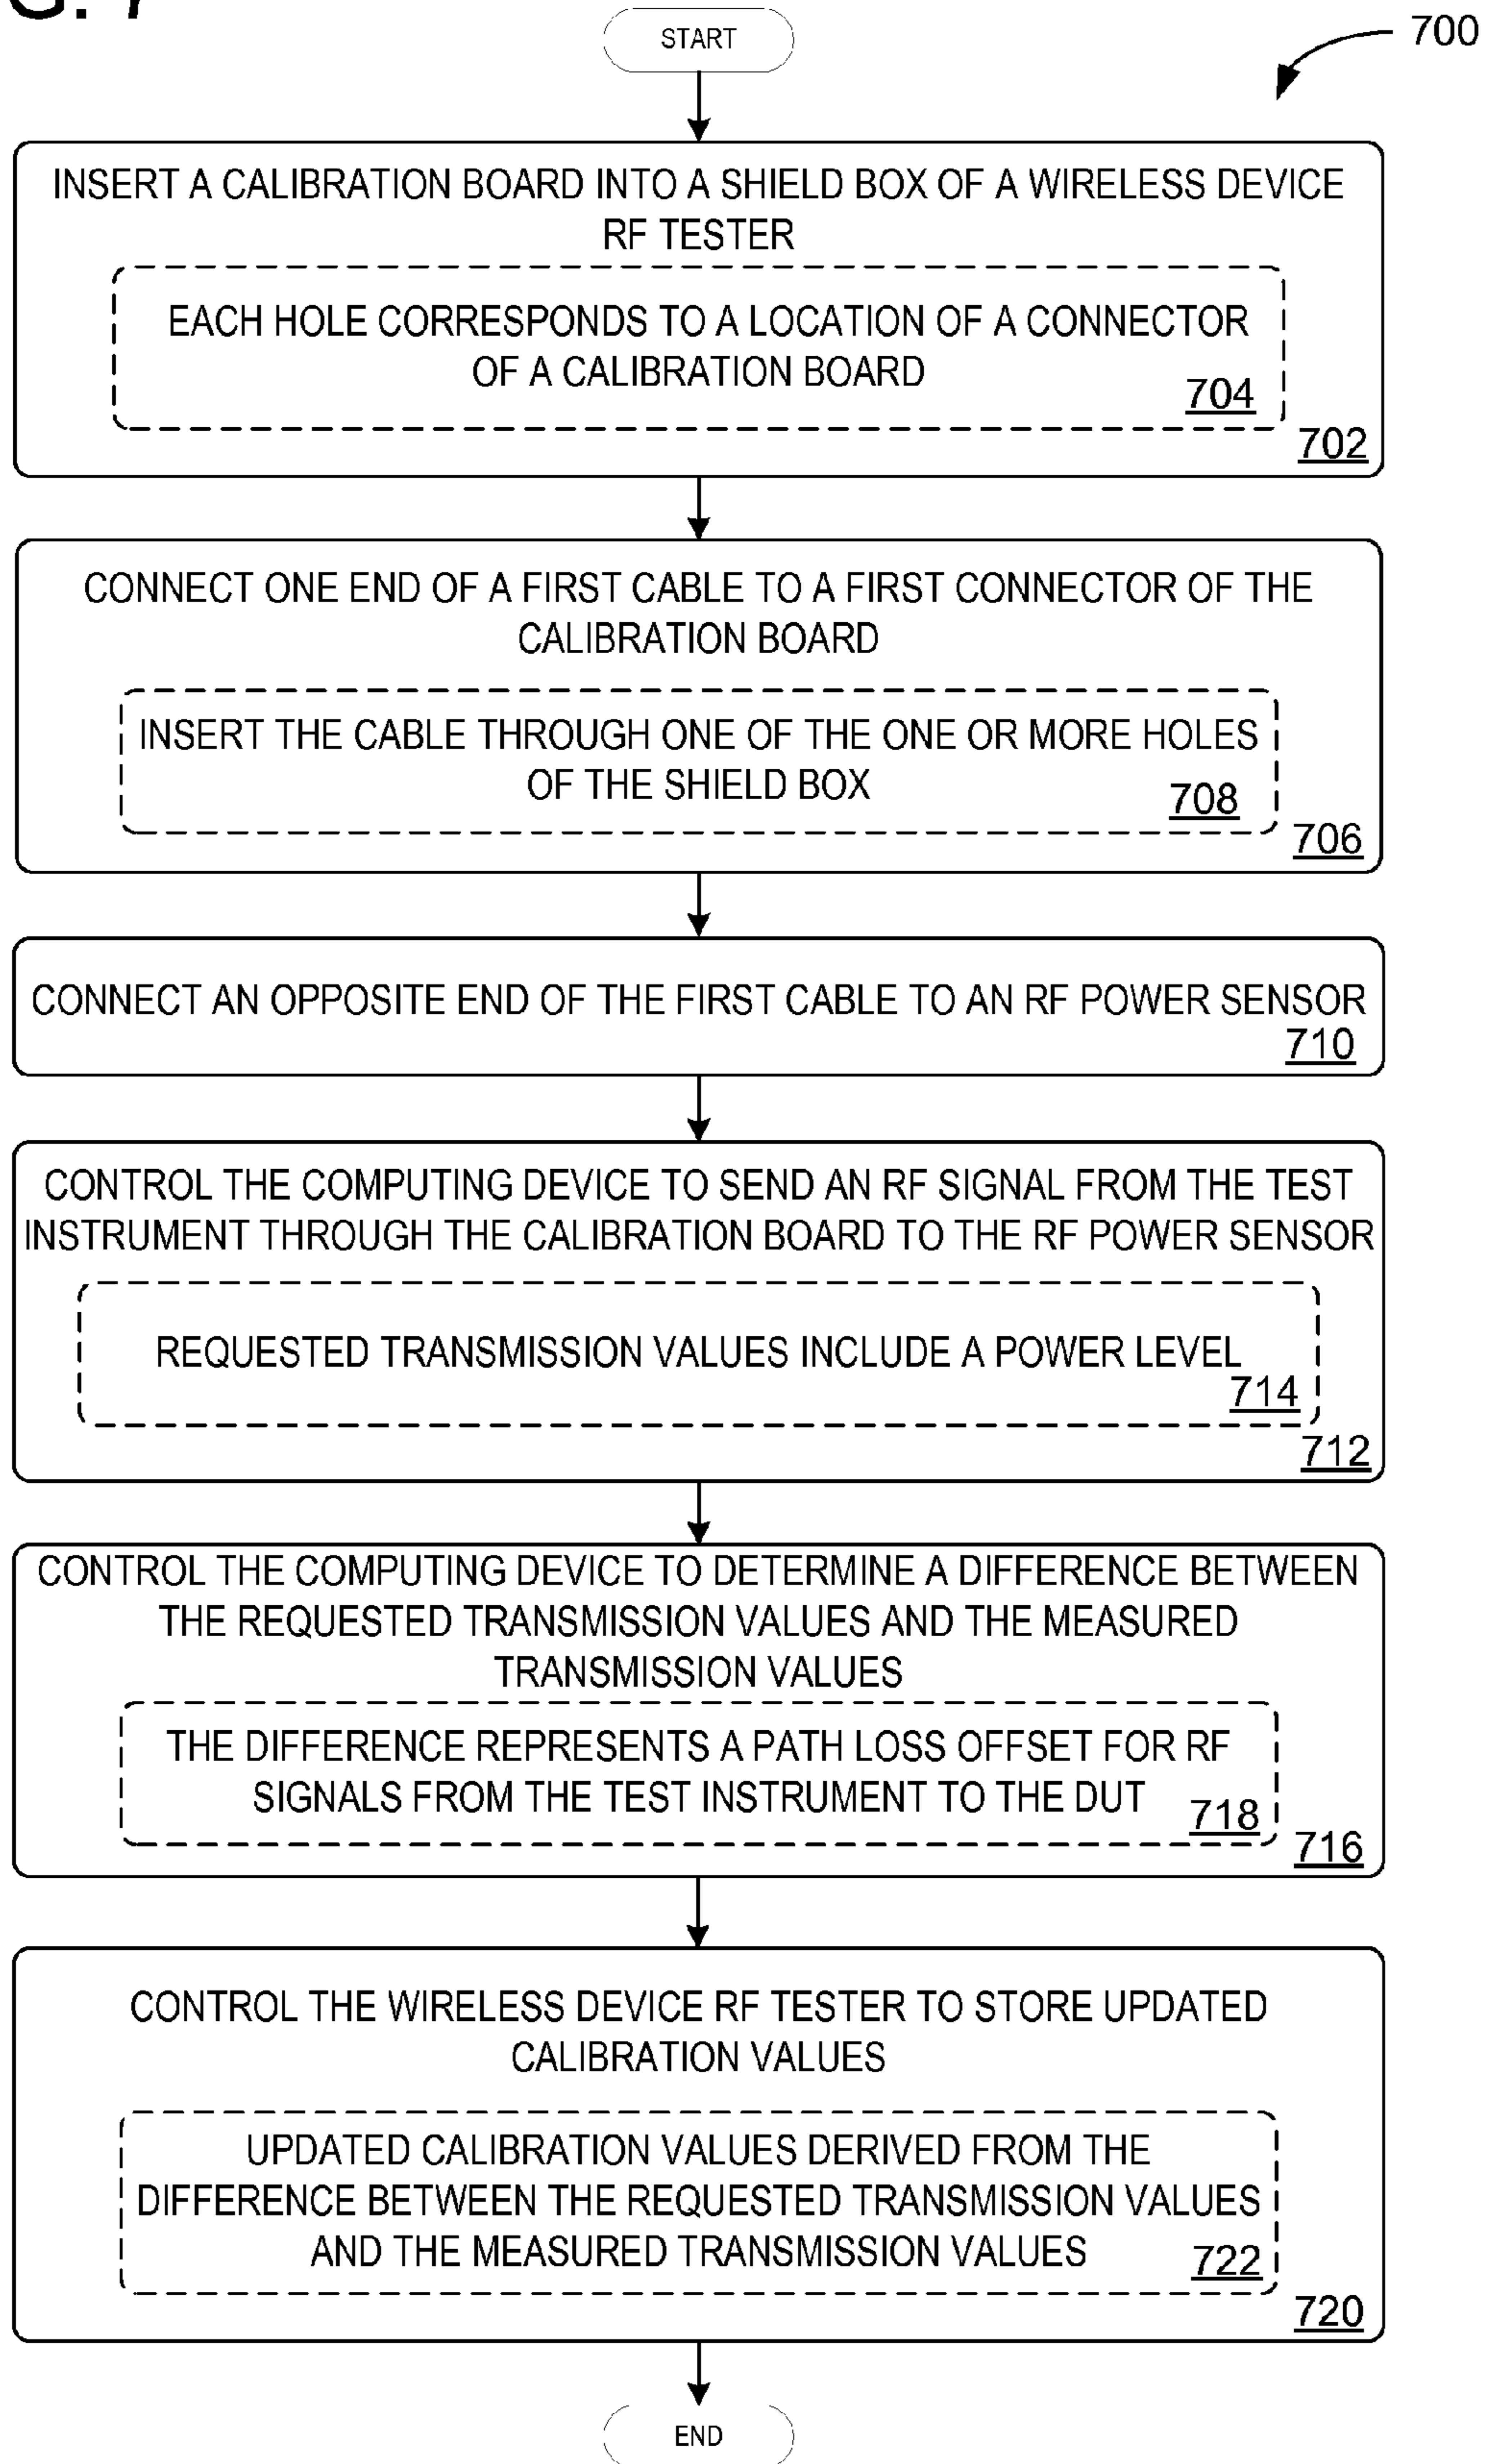 G. 7
START
700
INSERT A CALIBRATION BOARD INTO A SHIELD BOX OF A WIRELESS DEVICE
RF TESTER
EACH HOLE CORRESPONDS TO A LOCATION OF A CONNECTOR
OF A CALIBRATION BOARD
704
702
CONNECT ONE END OF A FIRST CABLE TO A FIRST CONNECTOR OF THE
CALIBRATION BOARD
INSERT THE CABLE THROUGH ONE OF THE ONE OR MORE HOLES
OF THE SHIELD BOX
708
706
CONNECT AN OPPOSITE END OF THE FIRST CABLE TO AN RF POWER SENSOR
710
CONTROL THE COMPUTING DEVICE TO SEND AN RF SIGNAL FROM THE TEST
INSTRUMENT THROUGH THE CALIBRATION BOARD TO THE RF POWER SENSOR
REQUESTED TRANSMISSION VALUES INCLUDE A POWER LEVEL
714
712
CONTROL THE COMPUTING DEVICE TO DETERMINE A DIFFERENCE BETWEEN
THE REQUESTED TRANSMISSION VALUES AND THE MEASURED
TRANSMISSION VALUES
THE DIFFERENCE REPRESENTS A PATH LOSS OFFSET FOR RF
SIGNALS FROM THE TEST INSTRUMENT TO THE DUT
718
716
CONTROL THE WIRELESS DEVICE RF TESTER TO STORE UPDATED
CALIBRATION VALUES
UPDATED CALIBRATION VALUES DERIVED FROM THE
DIFFERENCE BETWEEN THE REQUESTED TRANSMISSION VALUES
AND THE MEASURED TRANSMISSION VALUES
722
720
END